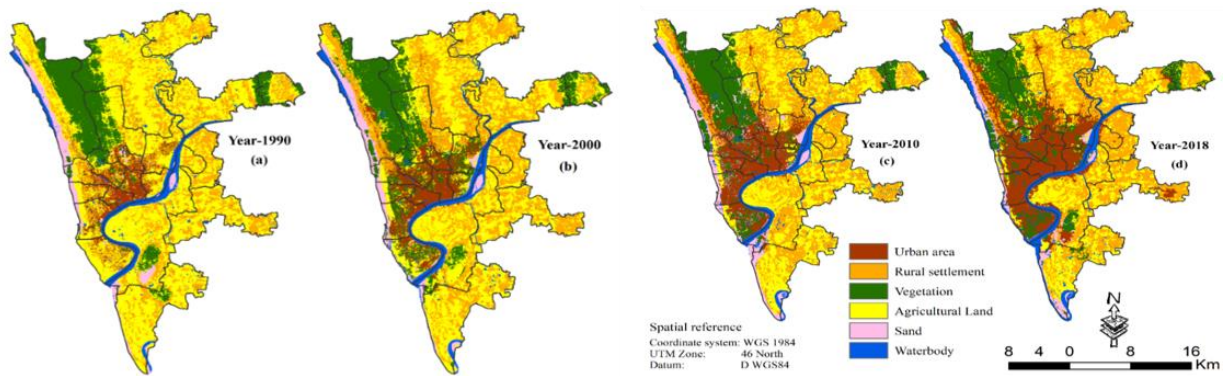 Year-1990
(a)
Year-2000
(b)
Year-2010
(c)
Year-2018
(d)
Urban area
Rural settlement
Vegetation
Agricultural Land
Sand
Waterbody
Spatial reference
Coordinate system: WGS 1984
UTM Zone: 46 North
Datum: D WGS84
N
8 4 0 8 16
Km